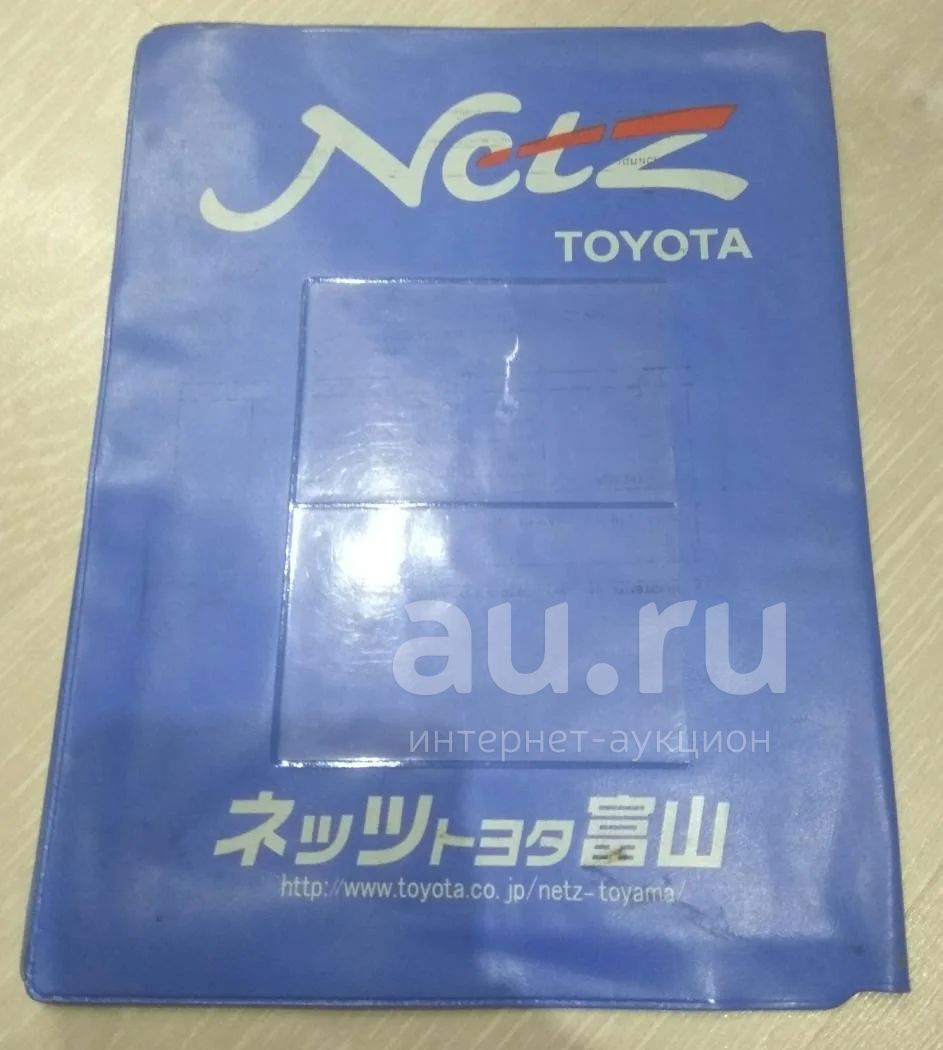 Netz
TOYOTA
au.ru
интернет-аукцион
ネッツトヨタ富山
http://www.toyota.co.jp/netz-toyama/